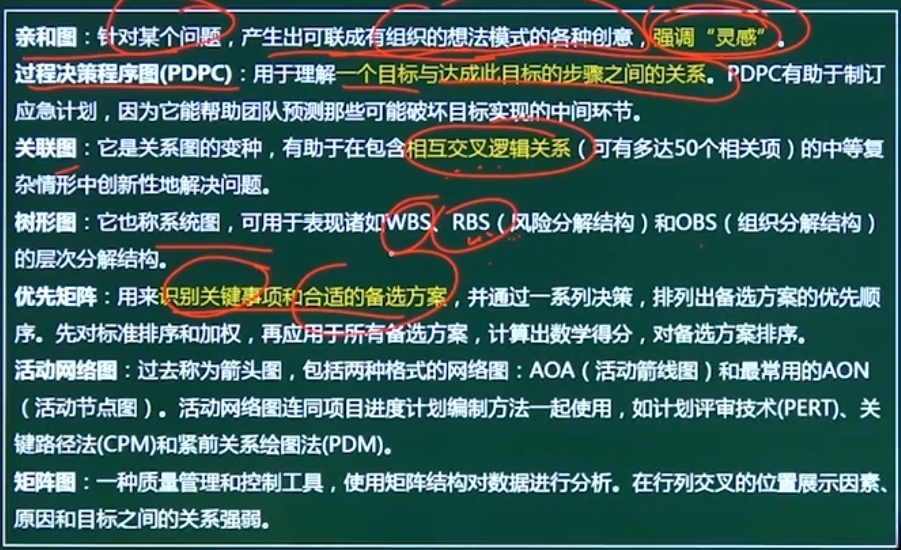 亲和图：针对某个问题，产生出可联成有组织的想法模式的各种创意，强调“灵感”。
过程决策程序图(PDPC)：用于理解一个目标与达成此目标的步骤之间的关系。PDPC有助于制订
应急计划，因为它能帮助团队预测那些可能破坏目标实现的中间环节。
关联图：它是关系图的变种，有助于在包含相互交叉逻辑关系（可有多达50个相关项）的中等复
杂情形中创新性地解决问题。
树形图：它也称系统图，可用于表现诸如WBS、RBS（风险分解结构）和OBS（组织分解结构）
的层次分解结构。
优先矩阵：用来识别关键事项和合适的备选方案，并通过一系列决策，排列出备选方案的优先顺
序。先对标准排序和加权，再应用于所有备选方案，计算出数学得分，对备选方案排序。
活动网络图：过去称为箭头图，包括两种格式的网络图：AOA（活动箭线图）和最常用的AON
（活动节点图）。活动网络图连同项目进度计划编制方法一起使用，如计划评审技术(PERT)、关
键路径法(CPM)和紧前关系绘图法(PDM)。
矩阵图：一种质量管理和控制工具，使用矩阵结构对数据进行分析。在行列交叉的位置展示因素、
原因和目标之间的关系强弱。